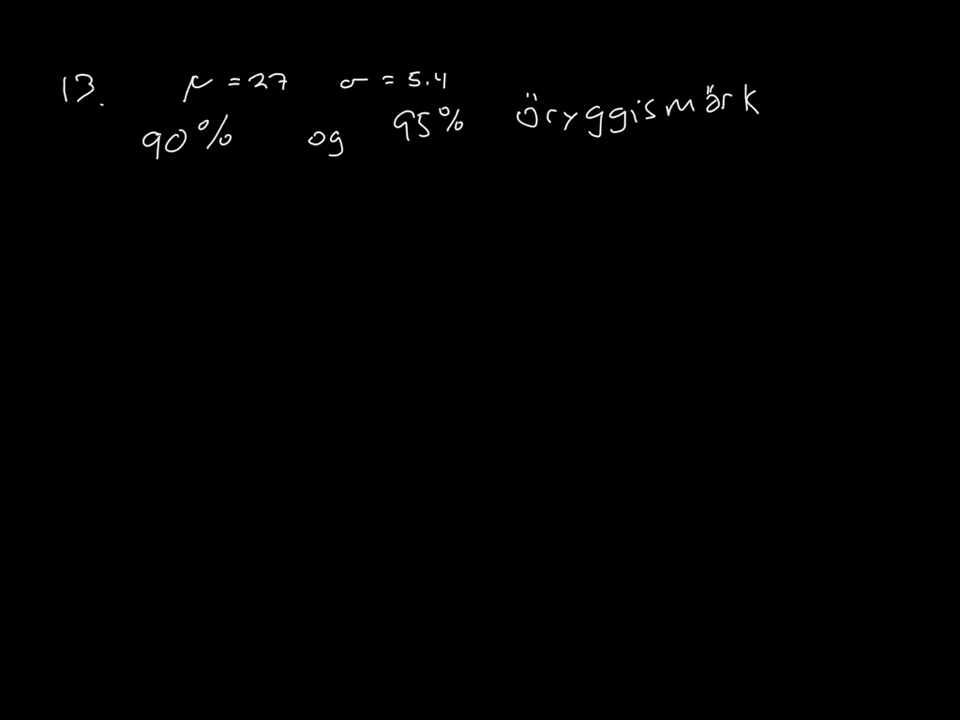 13. μ = 27 σ = 5.4
90% og 95% öryggismörk